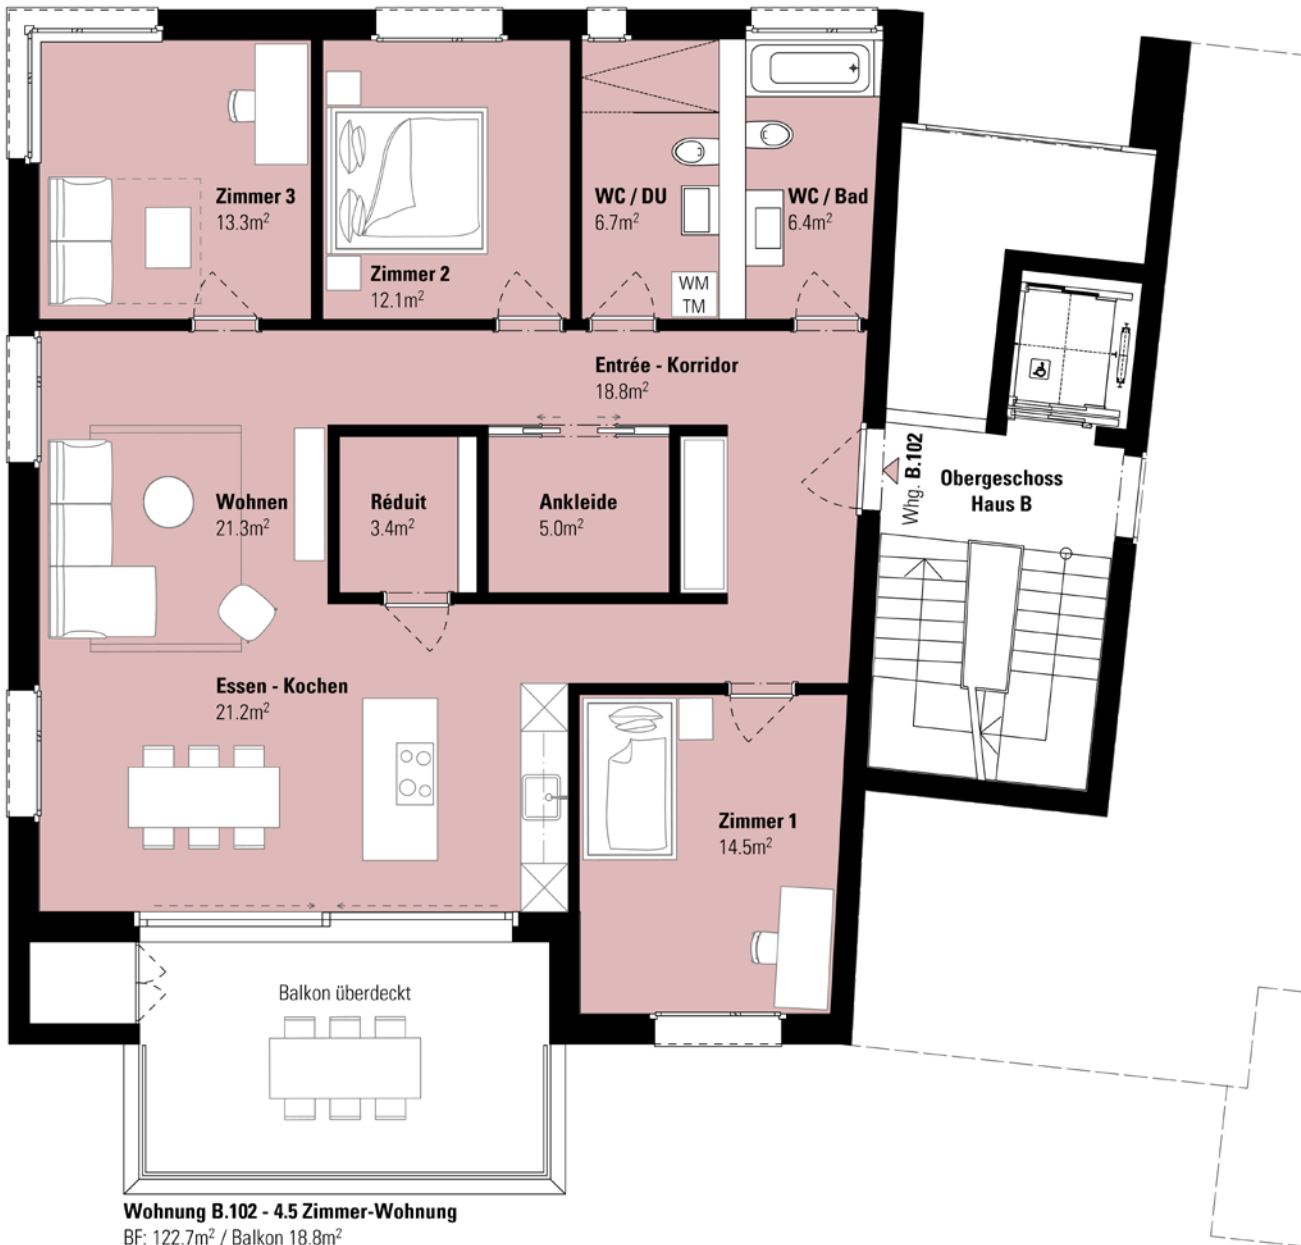 Zimmer 3
13.3m²
Zimmer 2
12.1m²
WC / DU
6.7m²
WC / Bad
6.4m²
WM
TM
Entrée - Korridor
18.8m²
Wohnen
21.3m²
Réduit
3.4m²
Ankleide
5.0m²
Whg. B.102
Obergeschoss
Haus B
Essen - Kochen
21.2m²
Zimmer 1
14.5m²
Balkon überdeckt
Wohnung B.102 - 4.5 Zimmer-Wohnung
BF: 122.7m² / Balkon 18.8m²